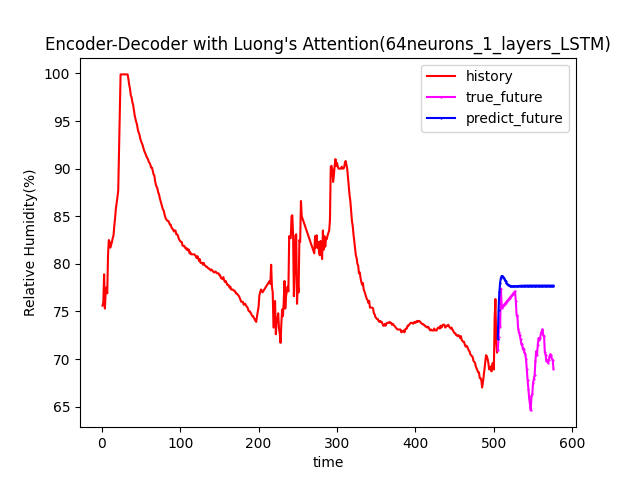 Encoder-Decoder with Luong's Attention(64neurons_1_layers_LSTM)
history
true_future
predict_future
Relative Humidity(%)
100
95
90
85
80
75
70
65
0 100 200 300 400 500 600
time